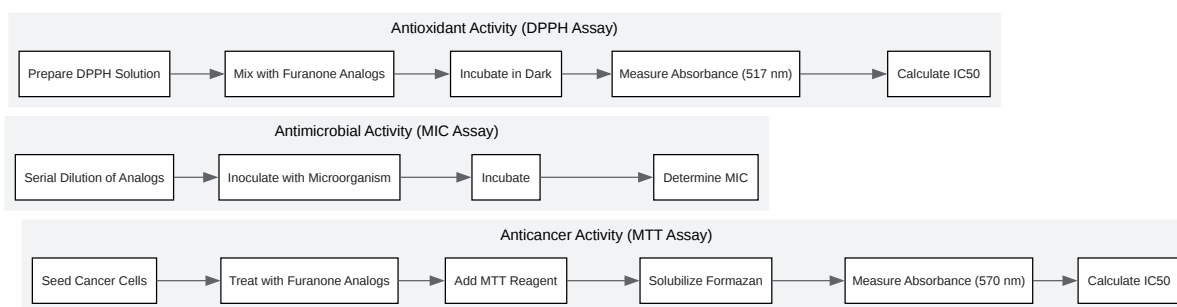 Antioxidant Activity (DPPH Assay)
Prepare DPPH Solution
Mix with Furanone Analogs
Incubate in Dark
Measure Absorbance (517 nm)
Calculate IC50
Antimicrobial Activity (MIC Assay)
Serial Dilution of Analogs
Inoculate with Microorganism
Incubate
Determine MIC
Anticancer Activity (MTT Assay)
Seed Cancer Cells
Treat with Furanone Analogs
Add MTT Reagent
Solubilize Formazan
Measure Absorbance (570 nm)
Calculate IC50